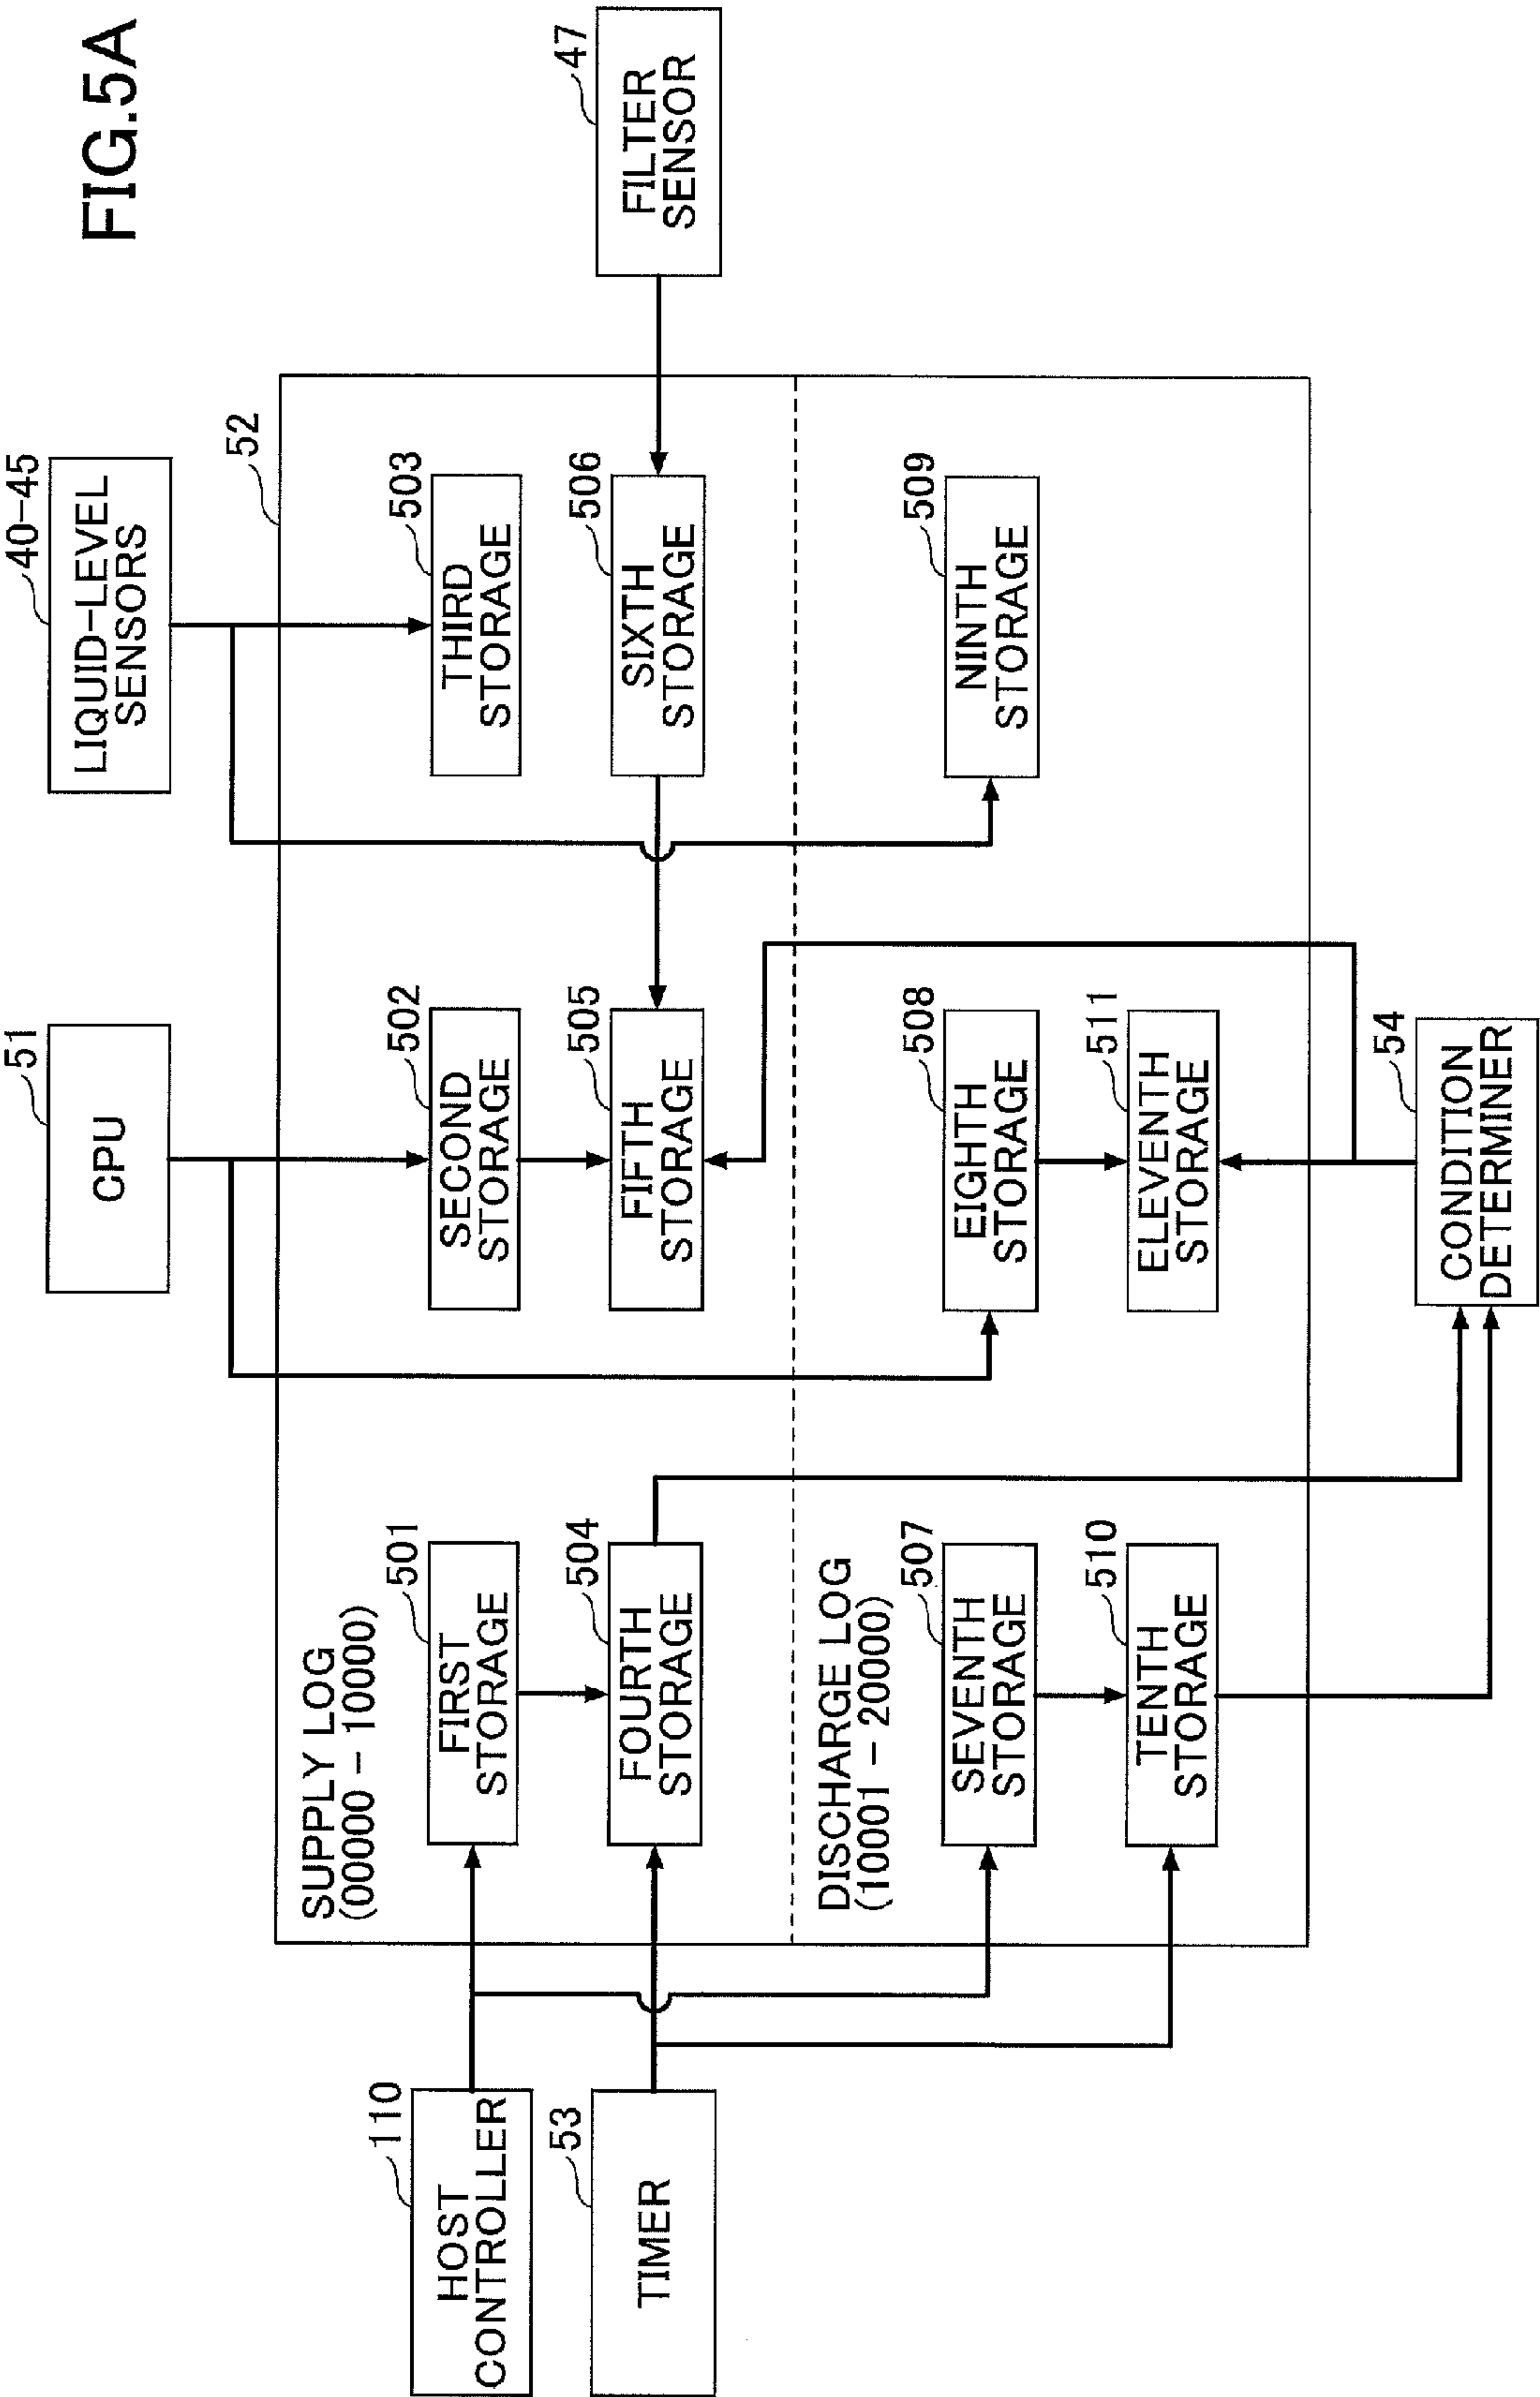 FIG.5A
51
CPU
40-45
LIQUID-LEVEL
SENSORS
52
SUPPLY LOG
(00000 - 10000)
110
HOST
CONTROLLER
501
FIRST
STORAGE
502
SECOND
STORAGE
503
THIRD
STORAGE
53
TIMER
504
FOURTH
STORAGE
505
FIFTH
STORAGE
506
SIXTH
STORAGE
47
FILTER
SENSOR
DISCHARGE LOG
(10001 - 20000)
507
SEVENTH
STORAGE
508
EIGHTH
STORAGE
509
NINTH
STORAGE
510
TENTH
STORAGE
511
ELEVENTH
STORAGE
54
CONDITION
DETERMINER